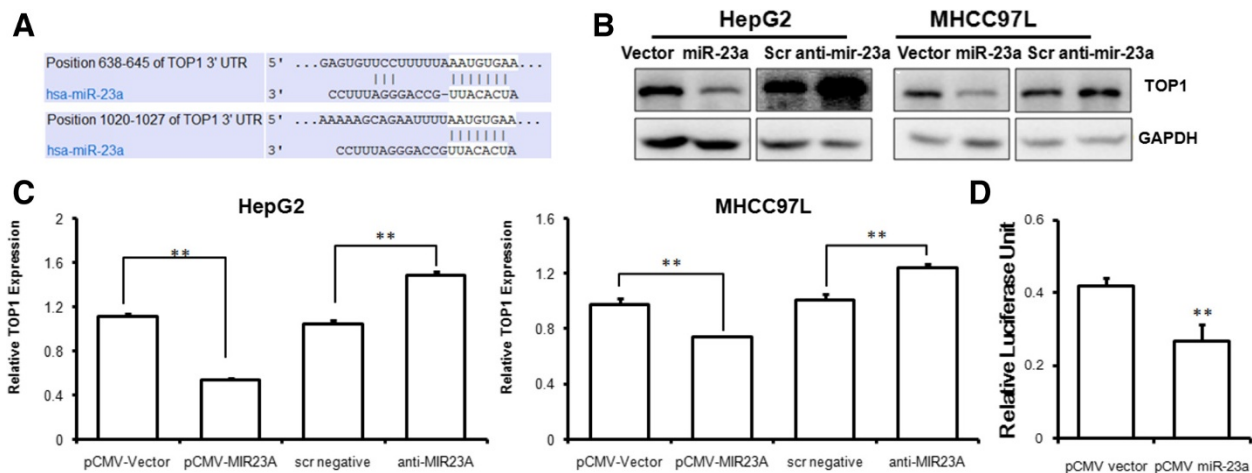 A
Position 638-645 of TOP1 3' UTR 5' ...GAGUGUUCCUUUUUAAAUGUGAA...
hsa-miR-23a 3' CCUUUAGGGACCG-UUACACUA
Position 1020-1027 of TOP1 3' UTR 5' ...AAAAAGCAGAAUUUUAAUGUGAA...
hsa-miR-23a 3' CCUUUAGGGACCGUUACACUA
B
HepG2 MHCC97L
Vector miR-23a Scr anti-mir-23a Vector miR-23a Scr anti-mir-23a
TOP1
GAPDH
C
HepG2
Relative TOP1 Expression
2
1.6
1.2
0.8
0.4
0
** **
pCMV-Vector pCMV-MIR23A scr negative anti-MIR23A
MHCC97L
Relative TOP1 Expression
1.6
1.2
0.8
0.4
0
** **
pCMV-Vector pCMV-MIR23A scr negative anti-MIR23A
D
Relative Luciferase Unit
0.6
0.4
0.2
0
**
pCMV vector pCMV miR-23a